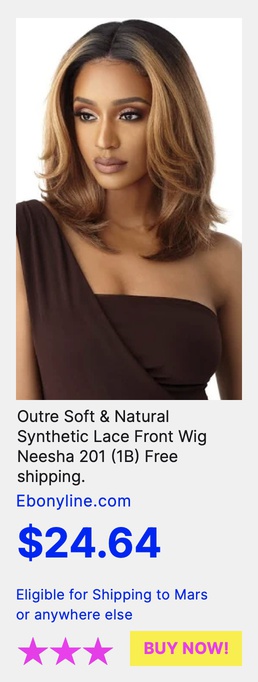 Outre Soft & Natural
Synthetic Lace Front Wig
Neesha 201 (1B) Free
shipping.
Ebonyline.com
$24.64
Eligible for Shipping to Mars
or anywhere else
BUY NOW!